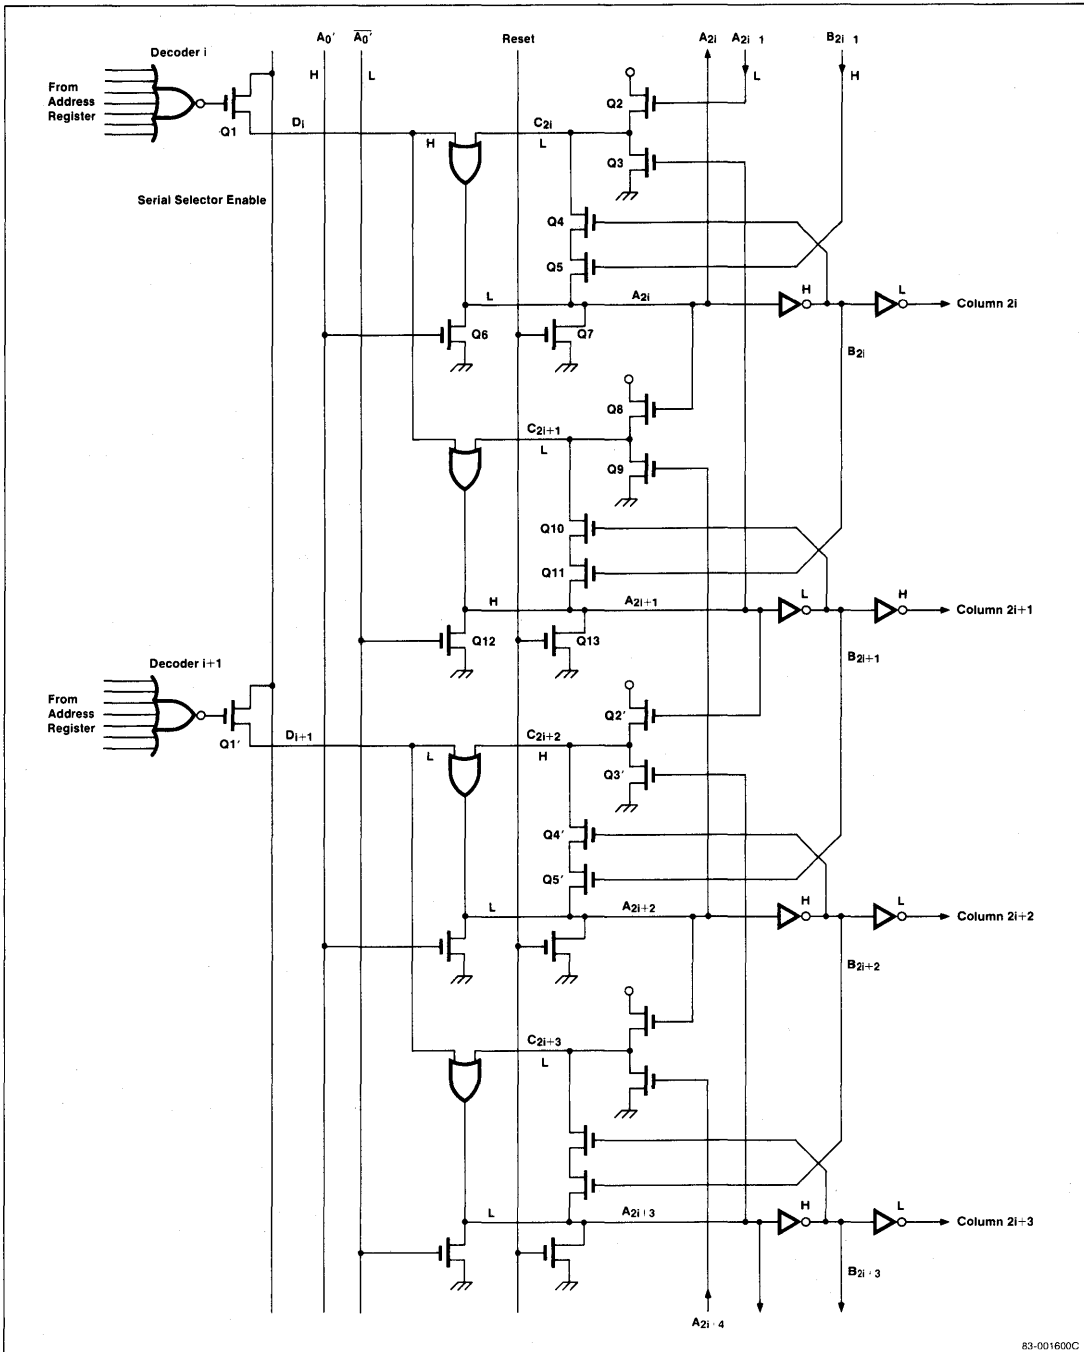 Decoder i
A0' A0' Reset A2i A2i-1 B2i-1
H L L H
From
Address
Register
Q1
Di
H
C2i
L
Q2
Q3
Serial Selector Enable
Q4
Q5
L A2i H L Column 2i
Q6 Q7
B2i
Q8
C2i+1
L
Q9
Q10
Q11
H A2i+1 L H Column 2i+1
Q12 Q13
B2i+1
Decoder i+1
From
Address
Register
Q1'
Di+1
L
C2i+2
H
Q2'
Q3'
Q4'
Q5'
L A2i+2 H L Column 2i+2
B2i+2
C2i+3
L
L A2i+3 H L Column 2i+3
B2i+3
A2i+4
83-001600C